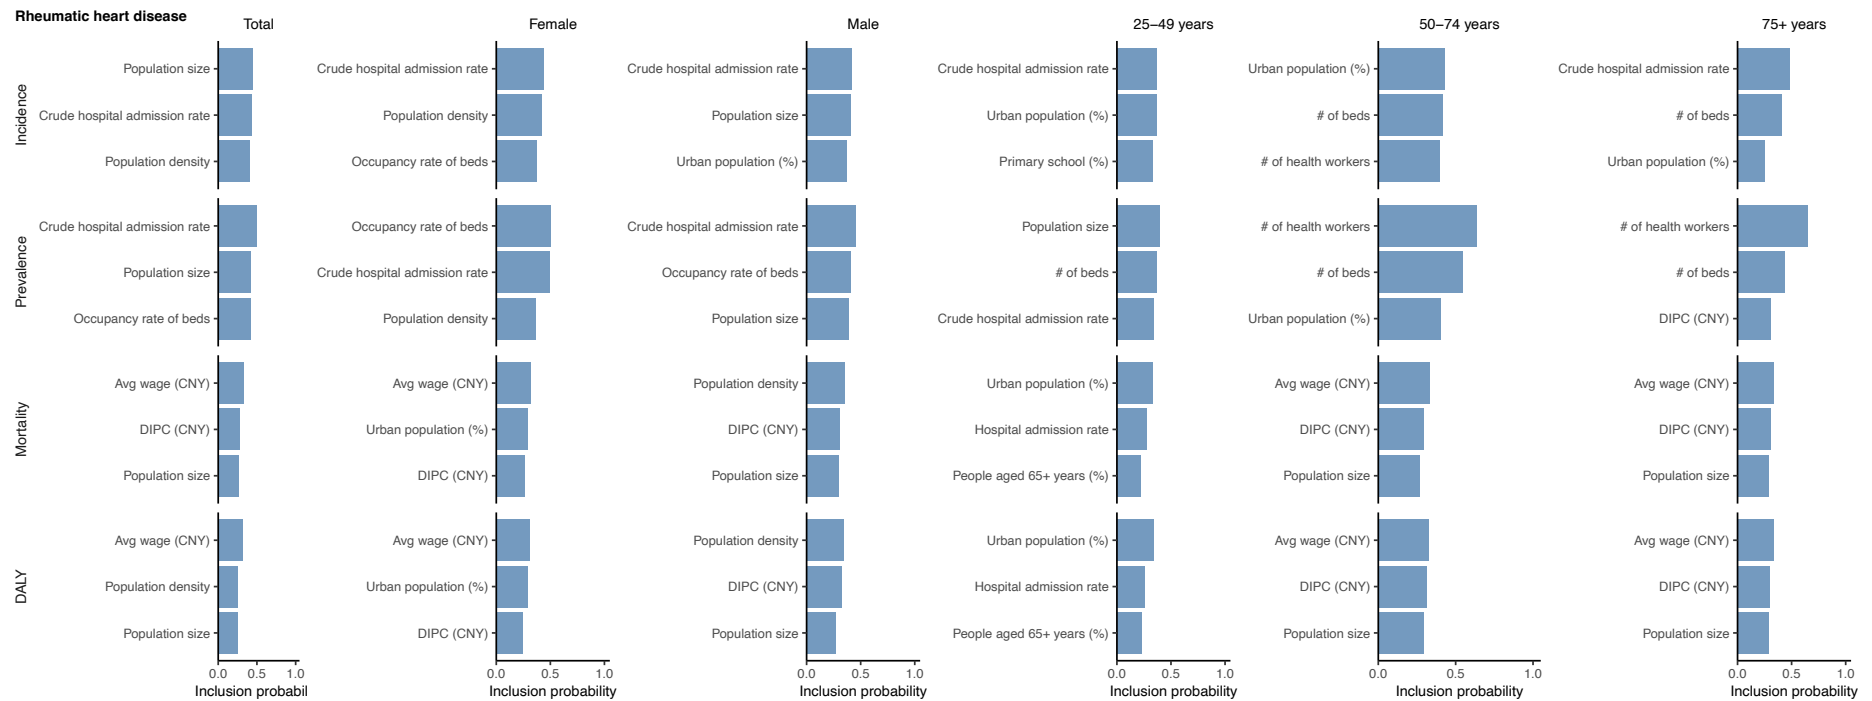 Rheumatic heart disease
Total
Female
Male
25–49 years
50–74 years
75+ years
Incidence
Population size
Crude hospital admission rate
Population density
Crude hospital admission rate
Population density
Occupancy rate of beds
Crude hospital admission rate
Population size
Urban population (%)
Crude hospital admission rate
Urban population (%)
Primary school (%)
Urban population (%)
# of beds
# of health workers
Crude hospital admission rate
# of beds
Urban population (%)
Prevalence
Crude hospital admission rate
Population size
Occupancy rate of beds
Occupancy rate of beds
Crude hospital admission rate
Population density
Crude hospital admission rate
Occupancy rate of beds
Population size
Population size
# of beds
Crude hospital admission rate
# of health workers
# of beds
Urban population (%)
# of health workers
# of beds
DIPC (CNY)
Mortality
Avg wage (CNY)
DIPC (CNY)
Population size
Avg wage (CNY)
Urban population (%)
DIPC (CNY)
Population density
DIPC (CNY)
Population size
Urban population (%)
Hospital admission rate
People aged 65+ years (%)
Avg wage (CNY)
DIPC (CNY)
Population size
Avg wage (CNY)
DIPC (CNY)
Population size
DALY
Avg wage (CNY)
Population density
Population size
Avg wage (CNY)
Urban population (%)
DIPC (CNY)
Population density
DIPC (CNY)
Population size
Urban population (%)
Hospital admission rate
People aged 65+ years (%)
Avg wage (CNY)
DIPC (CNY)
Population size
Avg wage (CNY)
DIPC (CNY)
Population size
0.0 0.5 1.0
Inclusion probabil
0.0 0.5 1.0
Inclusion probability
0.0 0.5 1.0
Inclusion probability
0.0 0.5 1.0
Inclusion probability
0.0 0.5 1.0
Inclusion probability
0.0 0.5 1.0
Inclusion probability